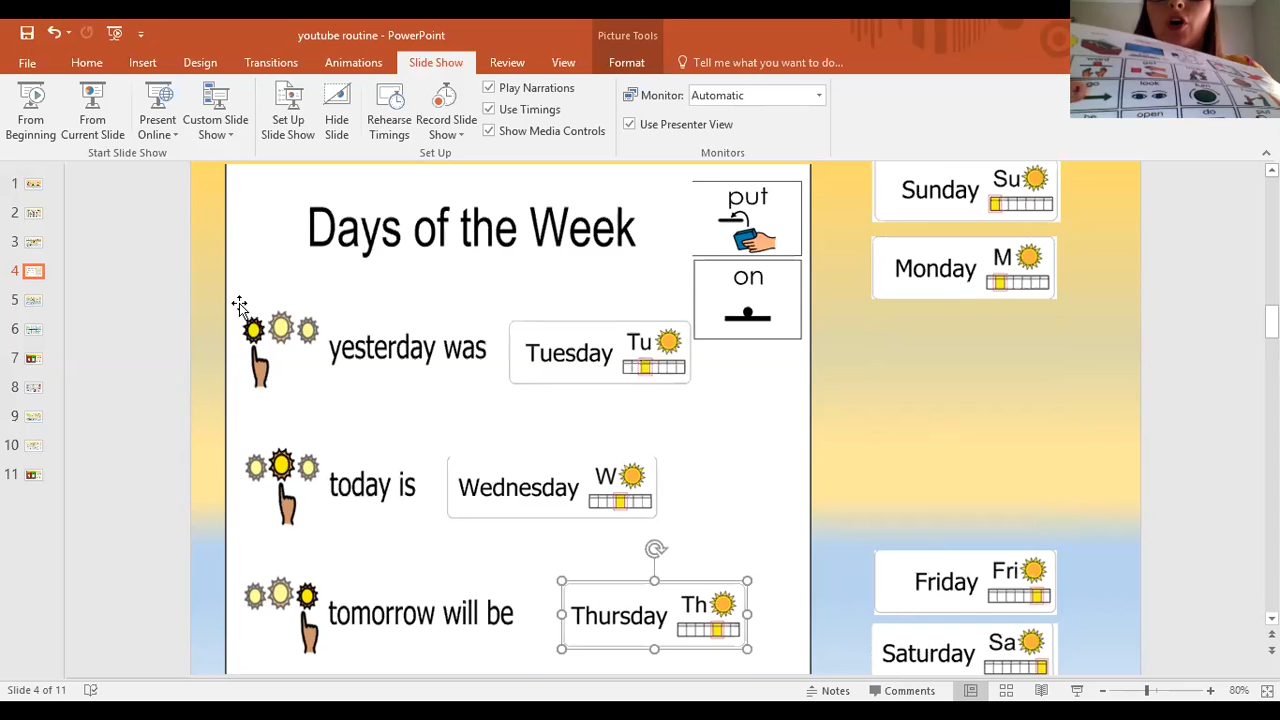 youtube routine - PowerPoint
Picture Tools
File
Home
Insert
Design
Transitions
Animations
Slide Show
Review
View
Format
Tell me what you want to do...
From Beginning
From Current Slide
Present Online
Custom Slide Show
Set Up Slide Show
Hide Slide
Rehearse Timings
Record Slide Show
Play Narrations
Use Timings
Show Media Controls
Monitor:
Automatic
Use Presenter View
Start Slide Show
Set Up
Monitors
1
2
3
4
5
6
7
8
9
10
11
Days of the Week
put
on
yesterday was
Tuesday Tu
today is
Wednesday W
tomorrow will be
Thursday Th
Sunday Su
Monday M
Friday Fri
Saturday Sa
go
look
open
do
Slide 4 of 11
Notes
Comments
80%